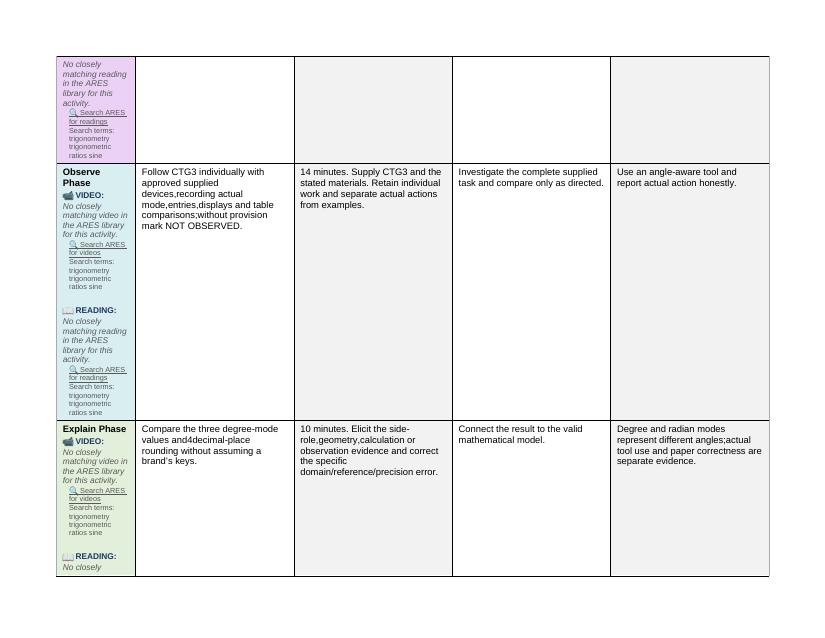 No closely
matching reading
in the ARES
library for this
activity.
🔍 Search ARES
for readings
Search terms:
trigonometry
trigonometric
ratios sine
Observe
Phase
📹 VIDEO:
No closely
matching video in
the ARES library
for this activity.
🔍 Search ARES
for videos
Search terms:
trigonometry
trigonometric
ratios sine
📖 READING:
No closely
matching reading
in the ARES
library for this
activity.
🔍 Search ARES
for readings
Search terms:
trigonometry
trigonometric
ratios sine
Follow CTG3 individually with
approved supplied
devices,recording actual
mode,entries,displays and table
comparisons;without provision
mark NOT OBSERVED.
14 minutes. Supply CTG3 and the
stated materials. Retain individual
work and separate actual actions
from examples.
Investigate the complete supplied
task and compare only as directed.
Use an angle-aware tool and
report actual action honestly.
Explain Phase
📹 VIDEO:
No closely
matching video in
the ARES library
for this activity.
🔍 Search ARES
for videos
Search terms:
trigonometry
trigonometric
ratios sine
📖 READING:
No closely
Compare the three degree-mode
values and4decimal-place
rounding without assuming a
brand's keys.
10 minutes. Elicit the side-
role,geometry,calculation or
observation evidence and correct
the specific
domain/reference/precision error.
Connect the result to the valid
mathematical model.
Degree and radian modes
represent different angles;actual
tool use and paper correctness are
separate evidence.